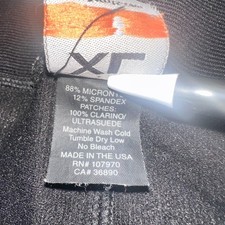 XL
88% MICRONYL
12% SPANDEX
PATCHES:
100% CLARINO/
ULTRASUEDE
Machine Wash Cold
Tumble Dry Low
No Bleach
MADE IN THE USA
RN# 107970
CA# 36890